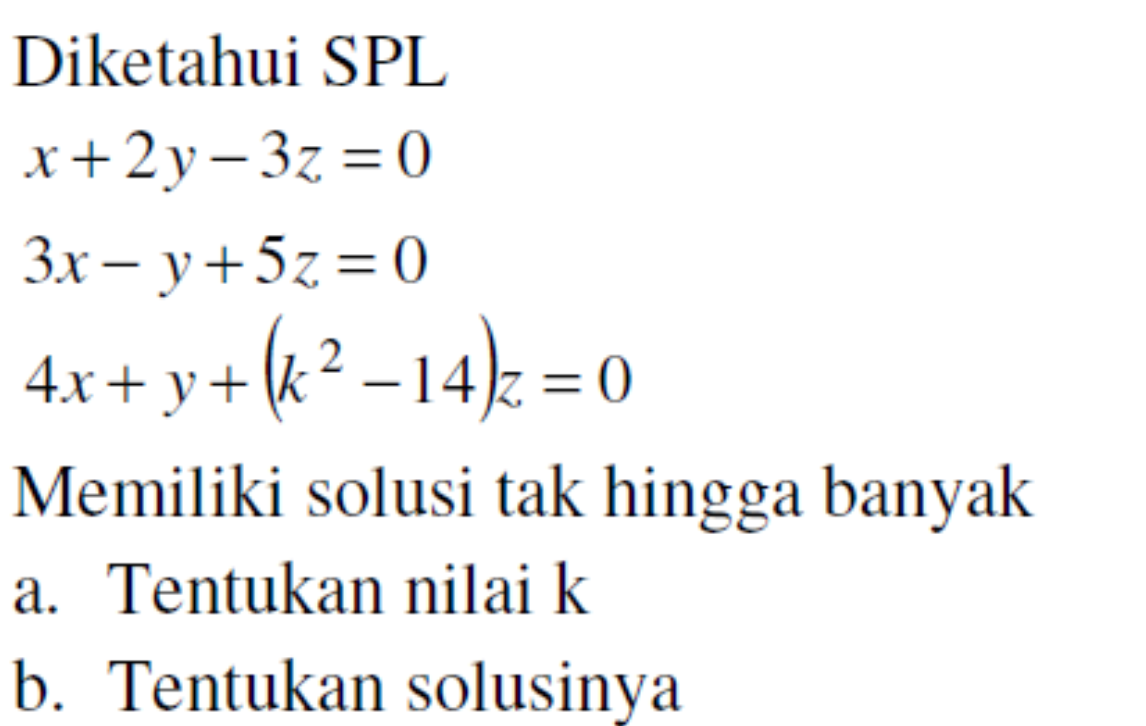 Diketahui SPL
x + 2y − 3z = 0
3x − y + 5z = 0
4x + y + (k² − 14)z = 0
Memiliki solusi tak hingga banyak
a. Tentukan nilai k
b. Tentukan solusinya